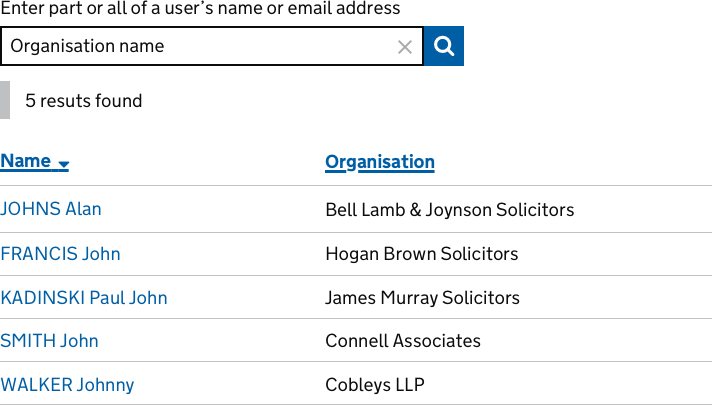 Enter part or all of a user's name or email address
Organisation name
5 resuts found
Name Organisation
JOHNS Alan Bell Lamb & Joynson Solicitors
FRANCIS John Hogan Brown Solicitors
KADINSKI Paul John James Murray Solicitors
SMITH John Connell Associates
WALKER Johnny Cobleys LLP